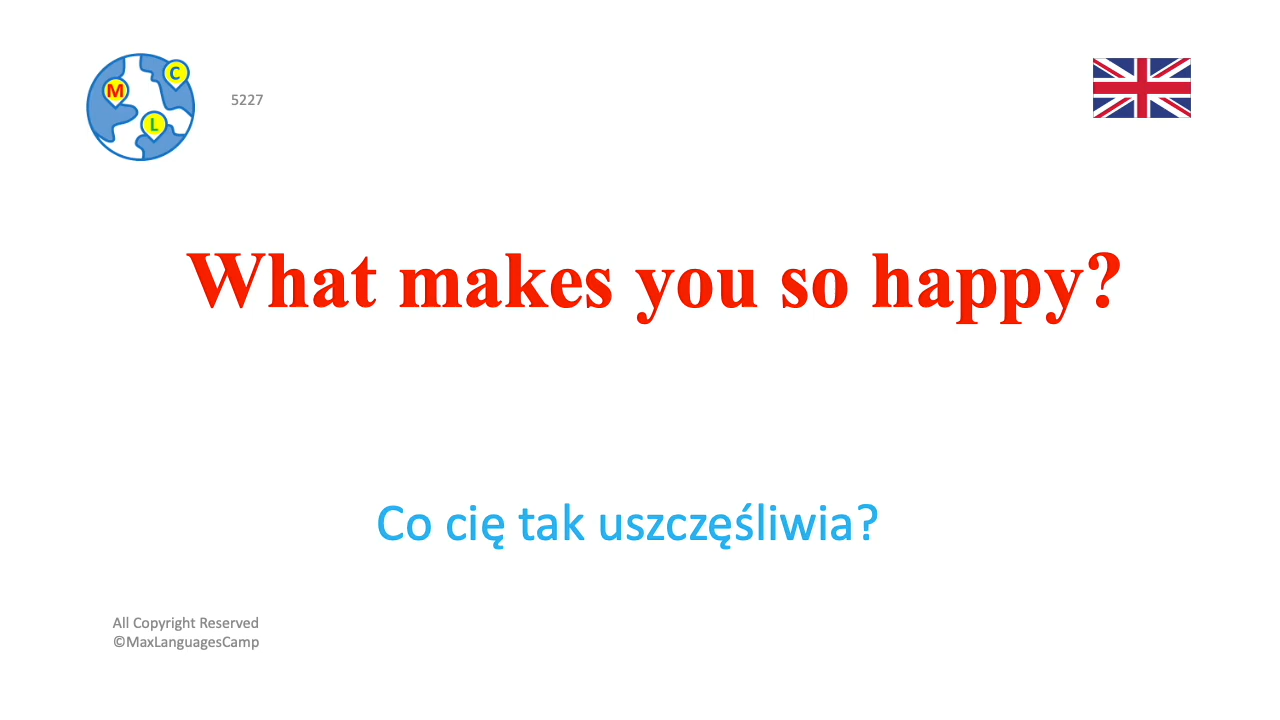 M
C
L
5227
What makes you so happy?
Co cię tak uszczęśliwia?
All Copyright Reserved
©MaxLanguagesCamp